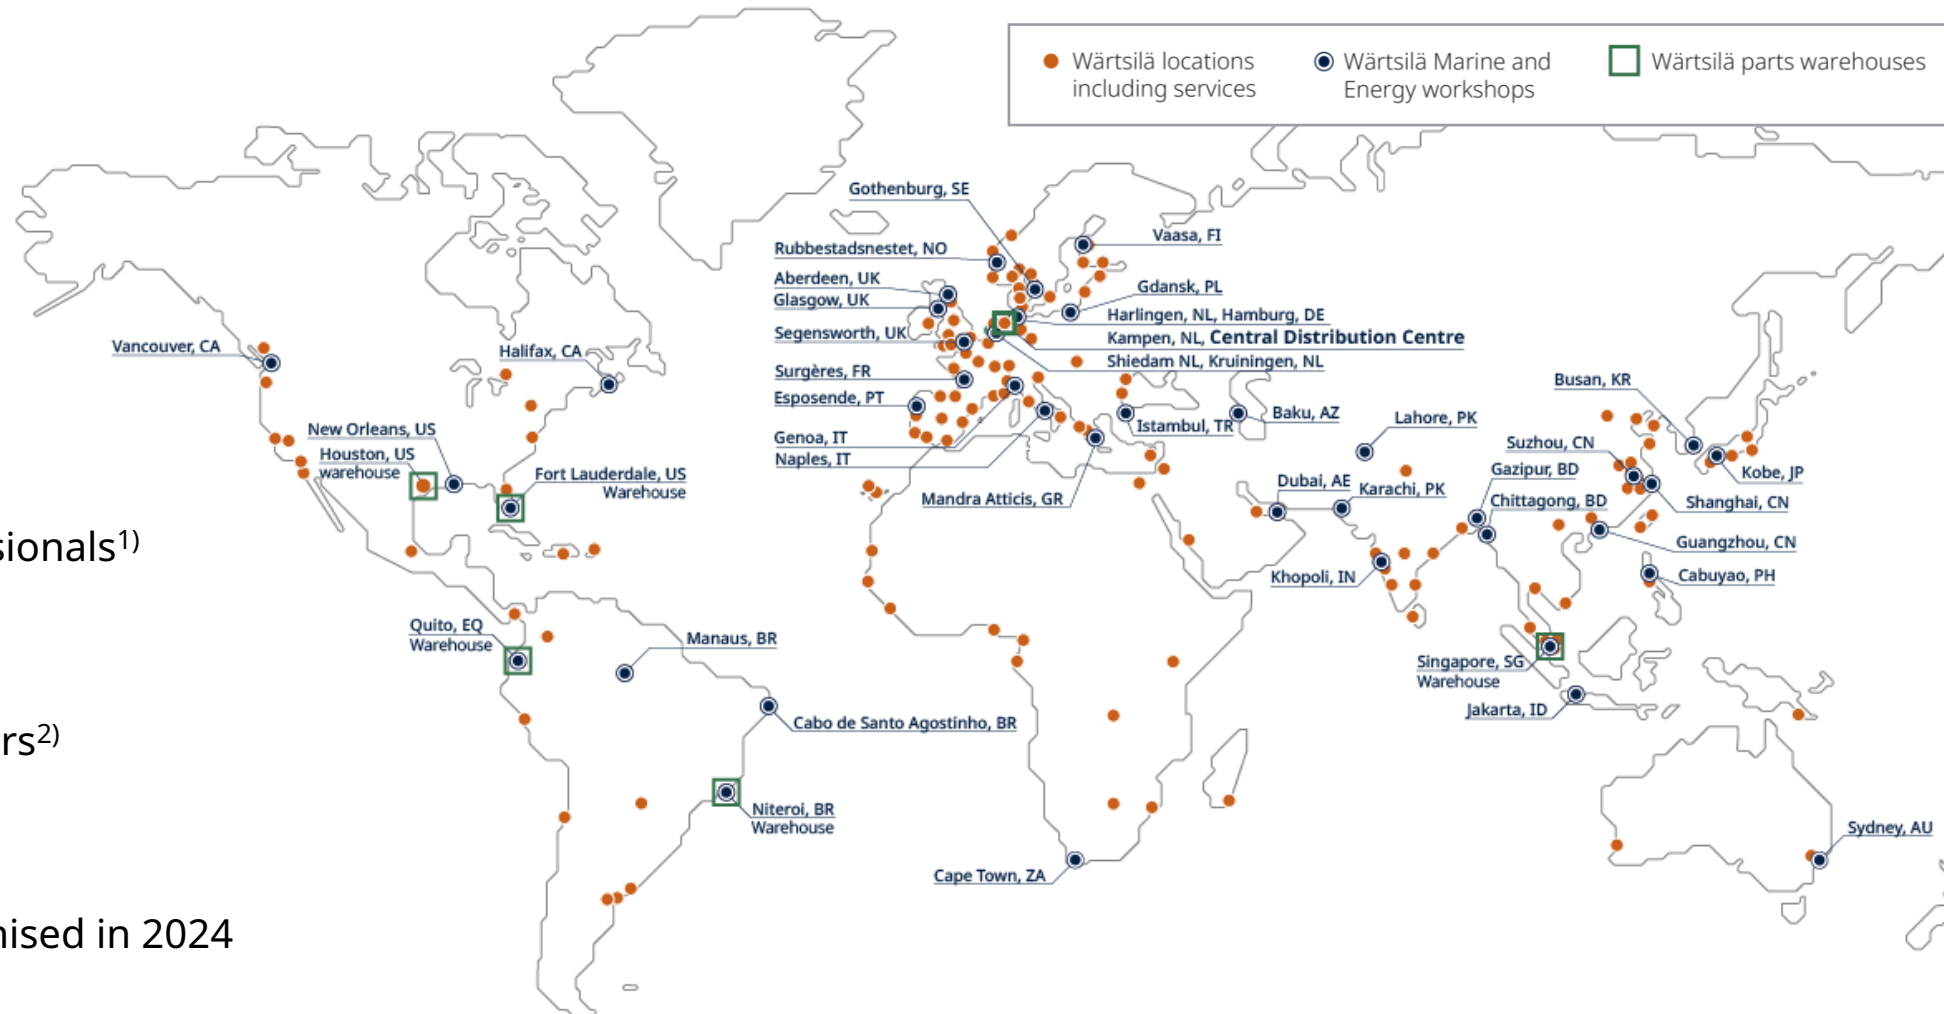 Wärtsilä locations
including services
Wärtsilä Marine and
Energy workshops
Wärtsilä parts warehouses
Gothenburg, SE
Rubbestadsnestet, NO
Vaasa, FI
Aberdeen, UK
Glasgow, UK
Gdansk, PL
Harlingen, NL, Hamburg, DE
Segensworth, UK
Kampen, NL, Central Distribution Centre
Shiedam NL, Kruiningen, NL
Vancouver, CA
Halifax, CA
Surgères, FR
Esposende, PT
Busan, KR
Baku, AZ
Lahore, PK
Istambul, TR
New Orleans, US
Genoa, IT
Naples, IT
Suzhou, CN
Houston, US
warehouse
Fort Lauderdale, US
Warehouse
Gazipur, BD
Kobe, JP
Dubai, AE
Karachi, PK
Mandra Atticis, GR
Chittagong, BD
Shanghai, CN
sionals1)
Guangzhou, CN
Khopoli, IN
Cabuyao, PH
Quito, EQ
Warehouse
Manaus, BR
Singapore, SG
Warehouse
Jakarta, ID
Cabo de Santo Agostinho, BR
rs2)
Niteroi, BR
Warehouse
Sydney, AU
Cape Town, ZA
nised in 2024